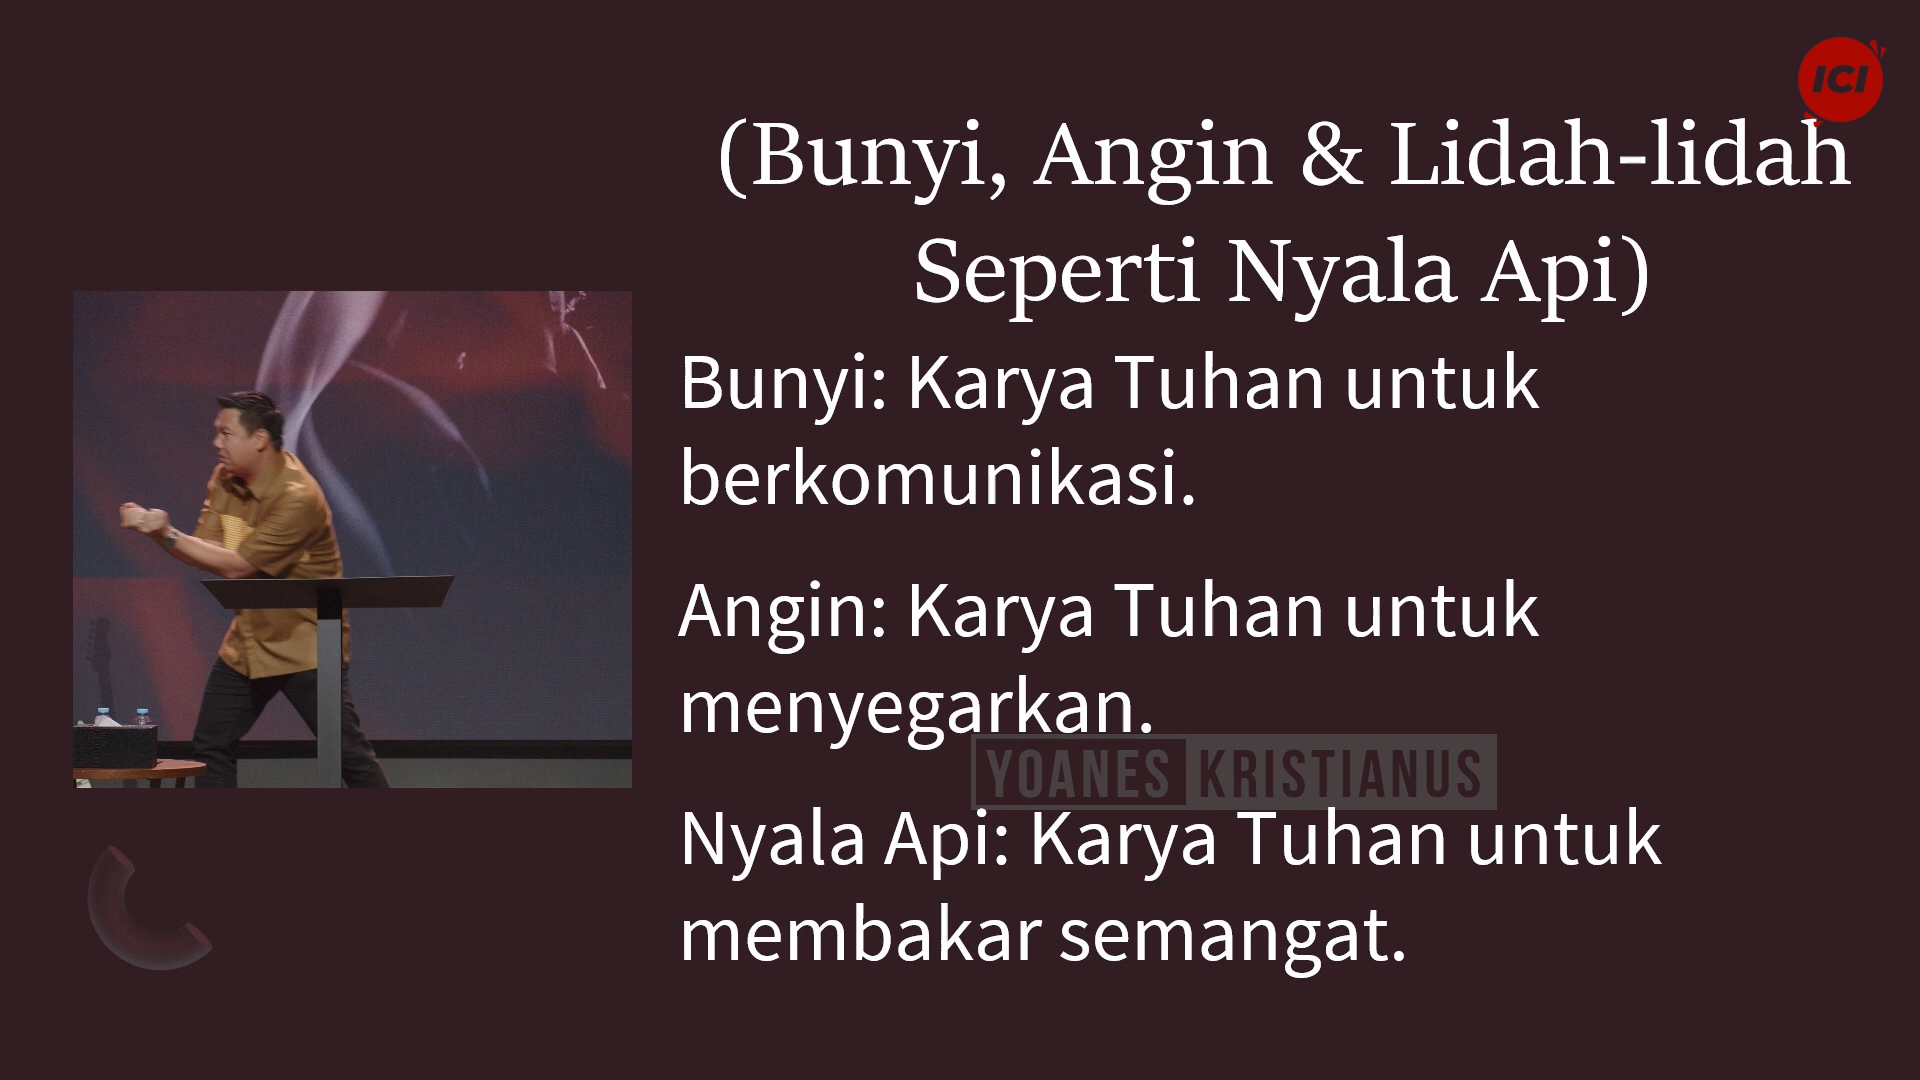 ICI
(Bunyi, Angin & Lidah-lidah
Seperti Nyala Api)
Bunyi: Karya Tuhan untuk
berkomunikasi.
Angin: Karya Tuhan untuk
menyegarkan.
YOANES KRISTIANUS
Nyala Api: Karya Tuhan untuk
membakar semangat.